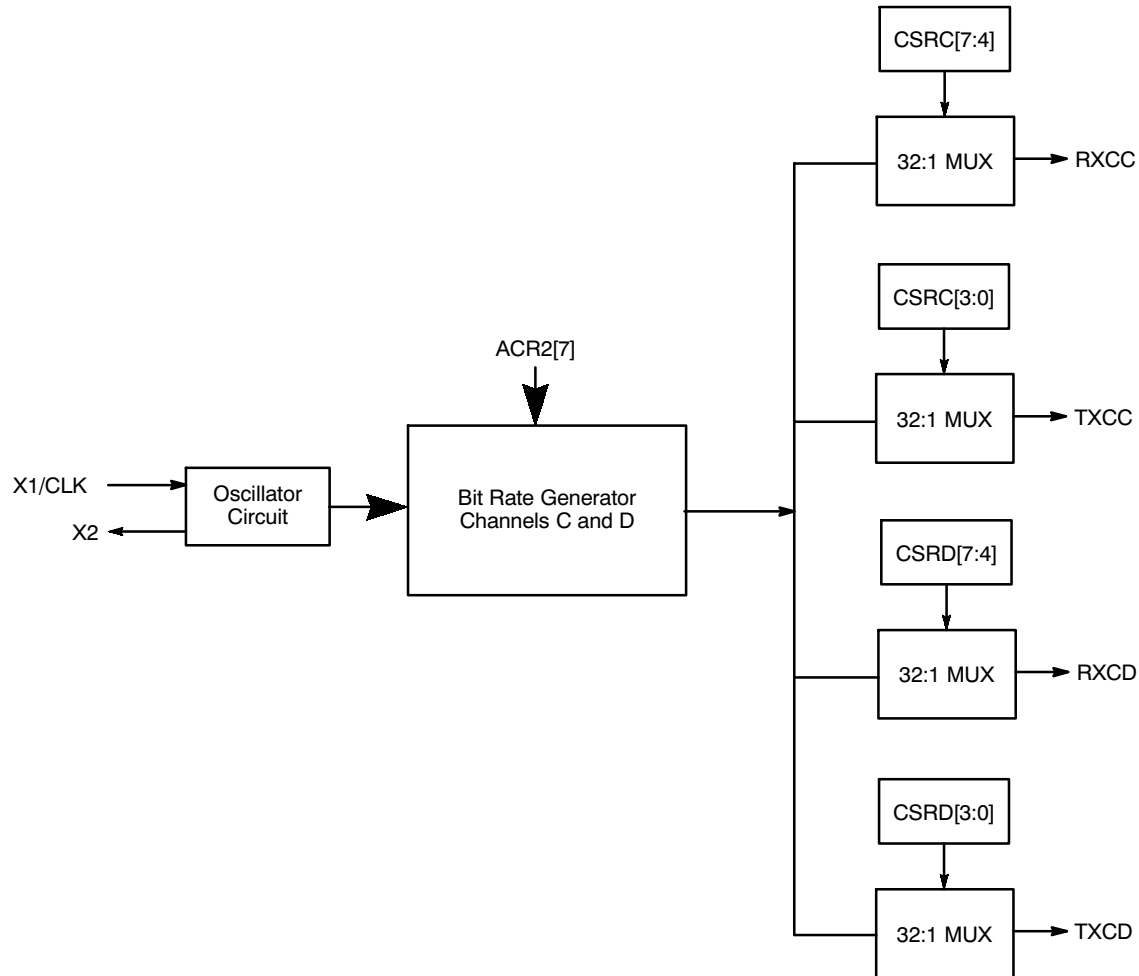 CSRC[7:4]
32:1 MUX
RXCC
CSRC[3:0]
ACR2[7]
32:1 MUX
TXCC
X1/CLK
X2
Oscillator
Circuit
Bit Rate Generator
Channels C and D
CSRD[7:4]
32:1 MUX
RXCD
CSRD[3:0]
32:1 MUX
TXCD